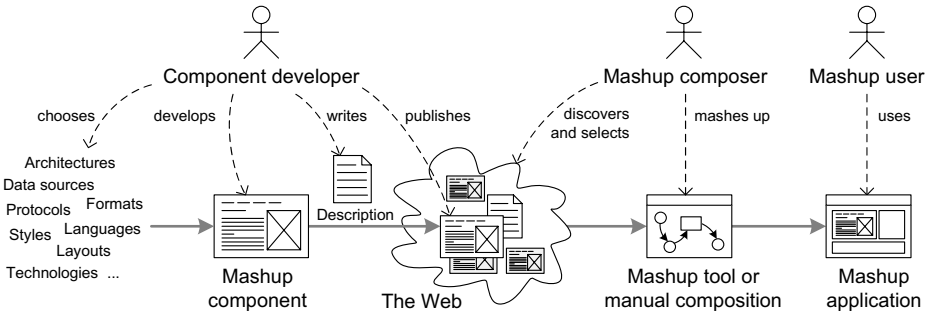 Component developer
Mashup composer
Mashup user
chooses
develops
writes
publishes
discovers
and selects
mashes up
uses
Architectures
Data sources
Protocols
Formats
Styles
Languages
Layouts
Technologies ...
Description
Mashup
component
The Web
Mashup tool or
manual composition
Mashup
application